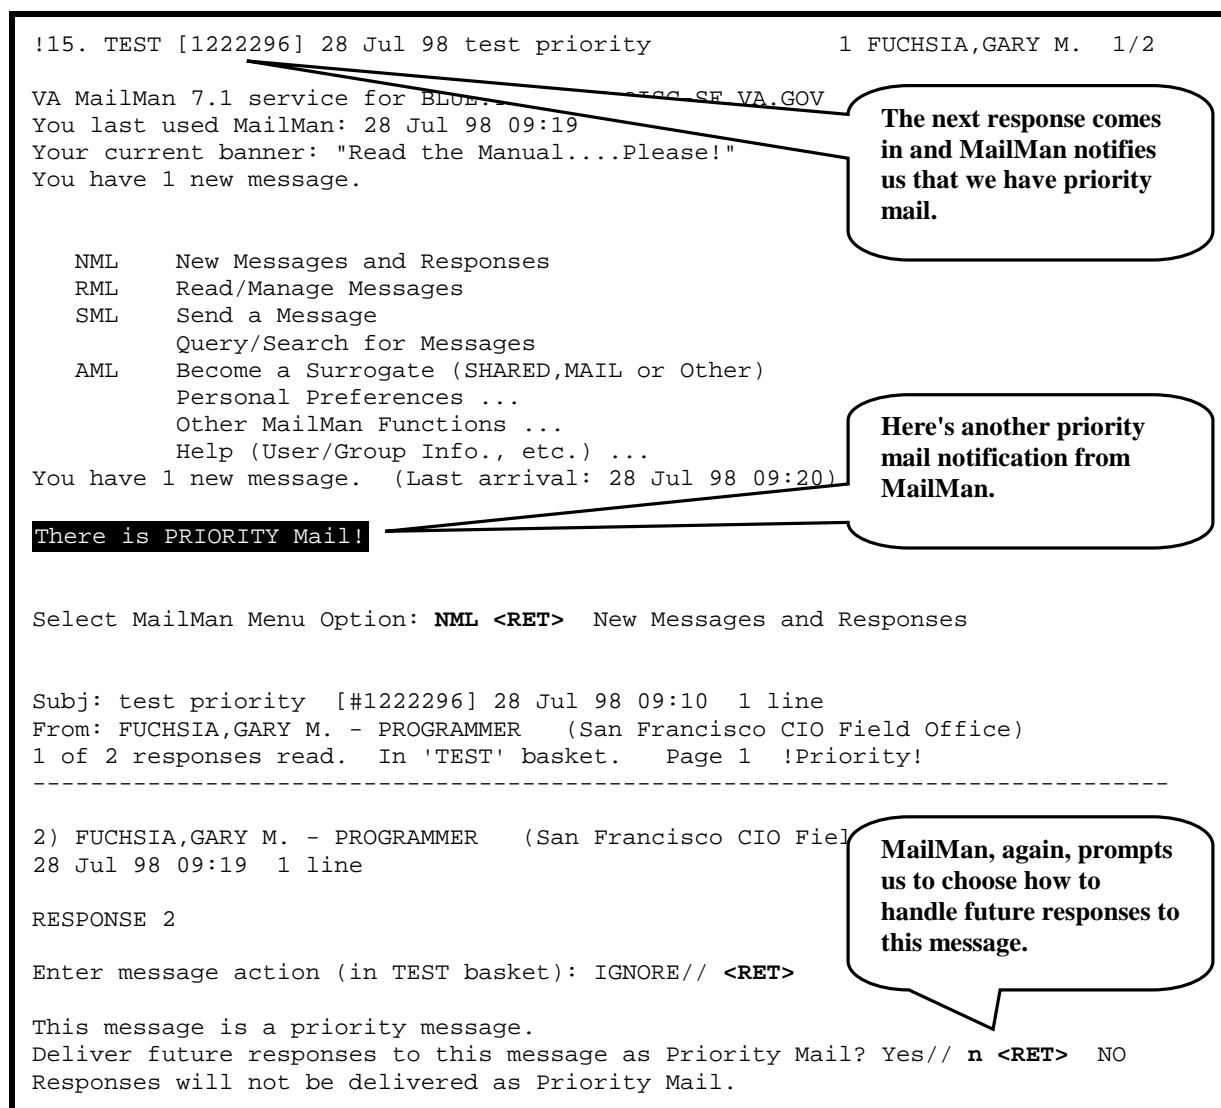 !15. TEST [1222296] 28 Jul 98 test priority 1 FUCHSIA,GARY M. 1/2
VA MailMan 7.1 service for VA.GOV
You last used MailMan: 28 Jul 98 09:19
Your current banner: "Read the Manual....Please!"
You have 1 new message.
The next response comes
in and MailMan notifies
us that we have priority
mail.
NML New Messages and Responses
RML Read/Manage Messages
SML Send a Message
Query/Search for Messages
AML Become a Surrogate (SHARED,MAIL or Other)
Personal Preferences ...
Other MailMan Functions ...
Help (User/Group Info., etc.) ...
You have 1 new message. (Last arrival: 28 Jul 98 09:20)
Here's another priority
mail notification from
MailMan.
There is PRIORITY Mail!
Select MailMan Menu Option: NML <RET> New Messages and Responses
Subj: test priority [#1222296] 28 Jul 98 09:10 1 line
From: FUCHSIA,GARY M. - PROGRAMMER (San Francisco CIO Field Office)
1 of 2 responses read. In 'TEST' basket. Page 1 !Priority!
-------------------------------------------------------------------------------
2) FUCHSIA,GARY M. - PROGRAMMER (San Francisco CIO Fiel
28 Jul 98 09:19 1 line
RESPONSE 2
MailMan, again, prompts
us to choose how to
handle future responses to
this message.
Enter message action (in TEST basket): IGNORE// <RET>
This message is a priority message.
Deliver future responses to this message as Priority Mail? Yes// n <RET> NO
Responses will not be delivered as Priority Mail.